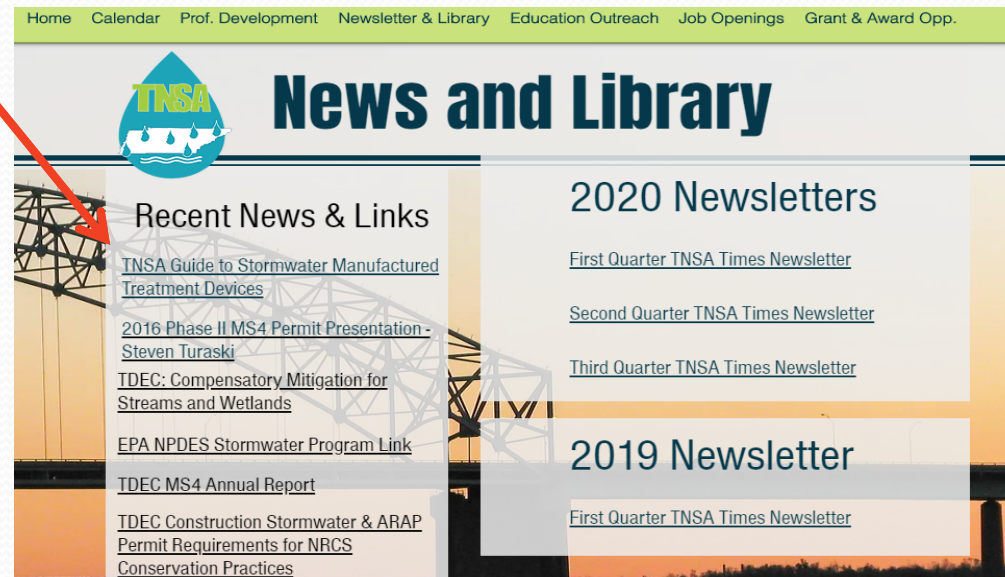 Home Calendar Prof. Development Newsletter & Library Education Outreach Job Openings Grant & Award Opp.
TNSA
News and Library
Recent News & Links
TNSA Guide to Stormwater Manufactured
Treatment Devices
2016 Phase II MS4 Permit Presentation -
Steven Turaski
TDEC: Compensatory Mitigation for
Streams and Wetlands
EPA NPDES Stormwater Program Link
TDEC MS4 Annual Report
TDEC Construction Stormwater & ARAP
Permit Requirements for NRCS
Conservation Practices
2020 Newsletters
First Quarter TNSA Times Newsletter
Second Quarter TNSA Times Newsletter
Third Quarter TNSA Times Newsletter
2019 Newsletter
First Quarter TNSA Times Newsletter